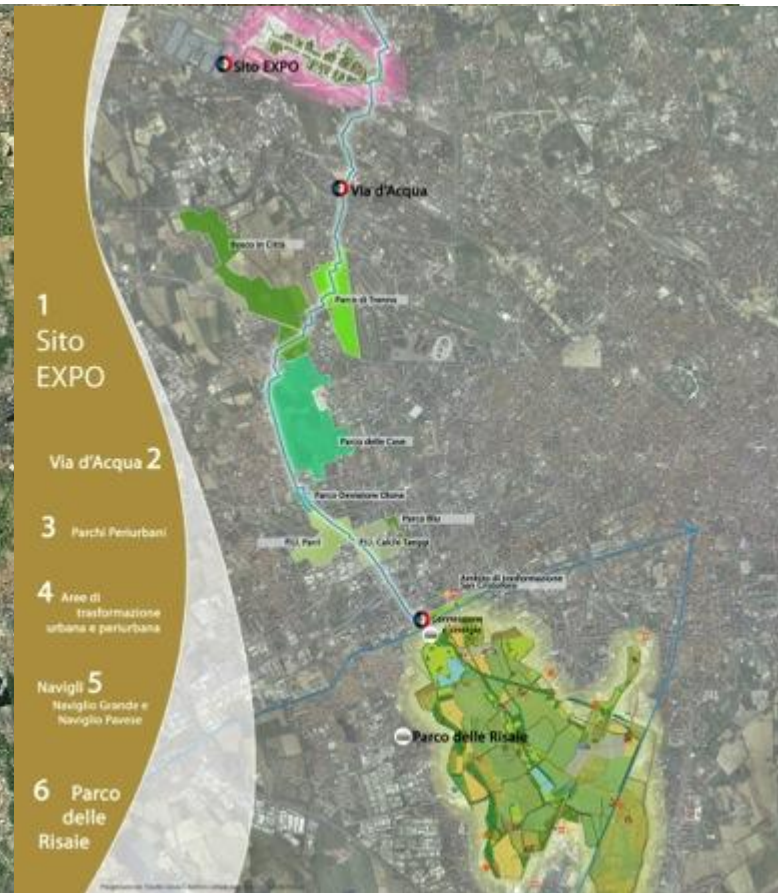 1
Sito
EXPO
Via d'Acqua 2
3 Parchi Periurbani
4 Aree di
trasformazione
urbana e periurbana
Navigli 5
Naviglio Grande e
Naviglio Pavese
6 Parco
delle
Risaie
Sito EXPO
Via d'Acqua
Bosco in Città
Parco di Trenno
Parco delle Cave
Parco Deviazione Olona
Parco Blu
P.I.I. Parri
P.I.I. Calchi Taeggi
Ambito di trasformazione
San Cristoforo
Connessioni
e sinergie
Parco delle Risaie